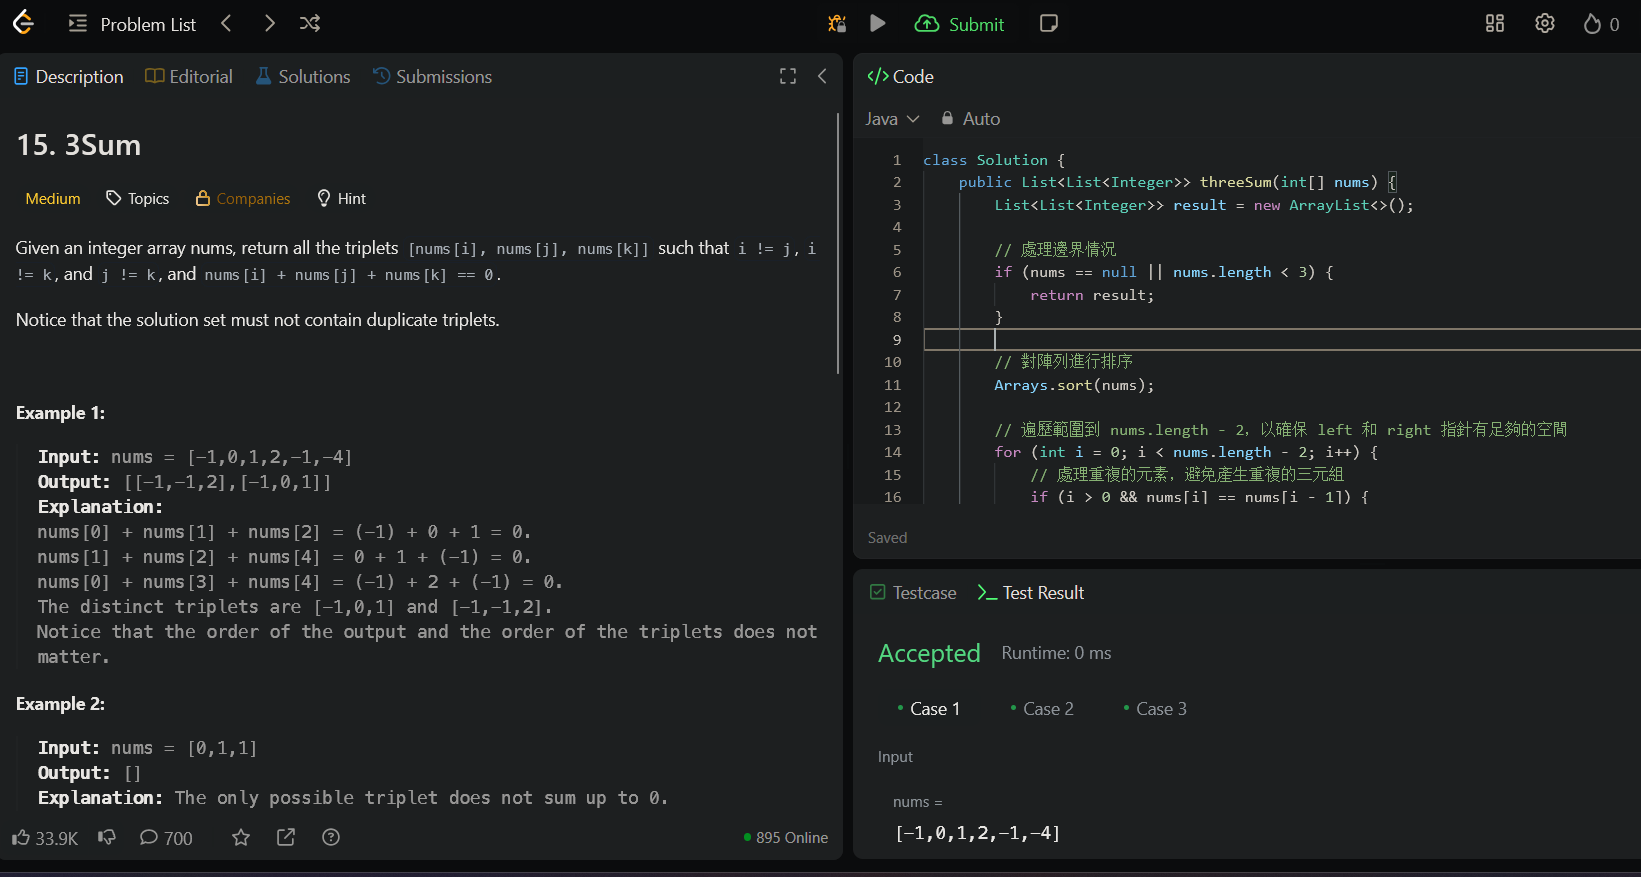 Problem List
Submit
0
Description
Editorial
Solutions
Submissions
15. 3Sum
Medium
Topics
Companies
Hint
Given an integer array nums, return all the triplets [nums[i], nums[j], nums[k]] such that i != j, i
!= k, and j != k, and nums[i] + nums[j] + nums[k] == 0.
Notice that the solution set must not contain duplicate triplets.
Example 1:
Input: nums = [-1,0,1,2,-1,-4]
Output: [[-1,-1,2],[-1,0,1]]
Explanation:
nums[0] + nums[1] + nums[2] = (-1) + 0 + 1 = 0.
nums[1] + nums[2] + nums[4] = 0 + 1 + (-1) = 0.
nums[0] + nums[3] + nums[4] = (-1) + 2 + (-1) = 0.
The distinct triplets are [-1,0,1] and [-1,-1,2].
Notice that the order of the output and the order of the triplets does not
matter.
Example 2:
Input: nums = [0,1,1]
Output: []
Explanation: The only possible triplet does not sum up to 0.
33.9K
700
895 Online
</> Code
Java
Auto
1 class Solution {
2 public List<List<Integer>> threeSum(int[] nums) {
3 List<List<Integer>> result = new ArrayList<>();
4
5 // 處理邊界情況
6 if (nums == null || nums.length < 3) {
7 return result;
8 }
9
10 // 對陣列進行排序
11 Arrays.sort(nums);
12
13 // 遍歷範圍到 nums.length - 2，以確保 left 和 right 指針有足夠的空間
14 for (int i = 0; i < nums.length - 2; i++) {
15 // 處理重複的元素，避免產生重複的三元組
16 if (i > 0 && nums[i] == nums[i - 1]) {
Saved
Testcase
Test Result
Accepted
Runtime: 0 ms
Case 1
Case 2
Case 3
Input
nums =
[-1,0,1,2,-1,-4]